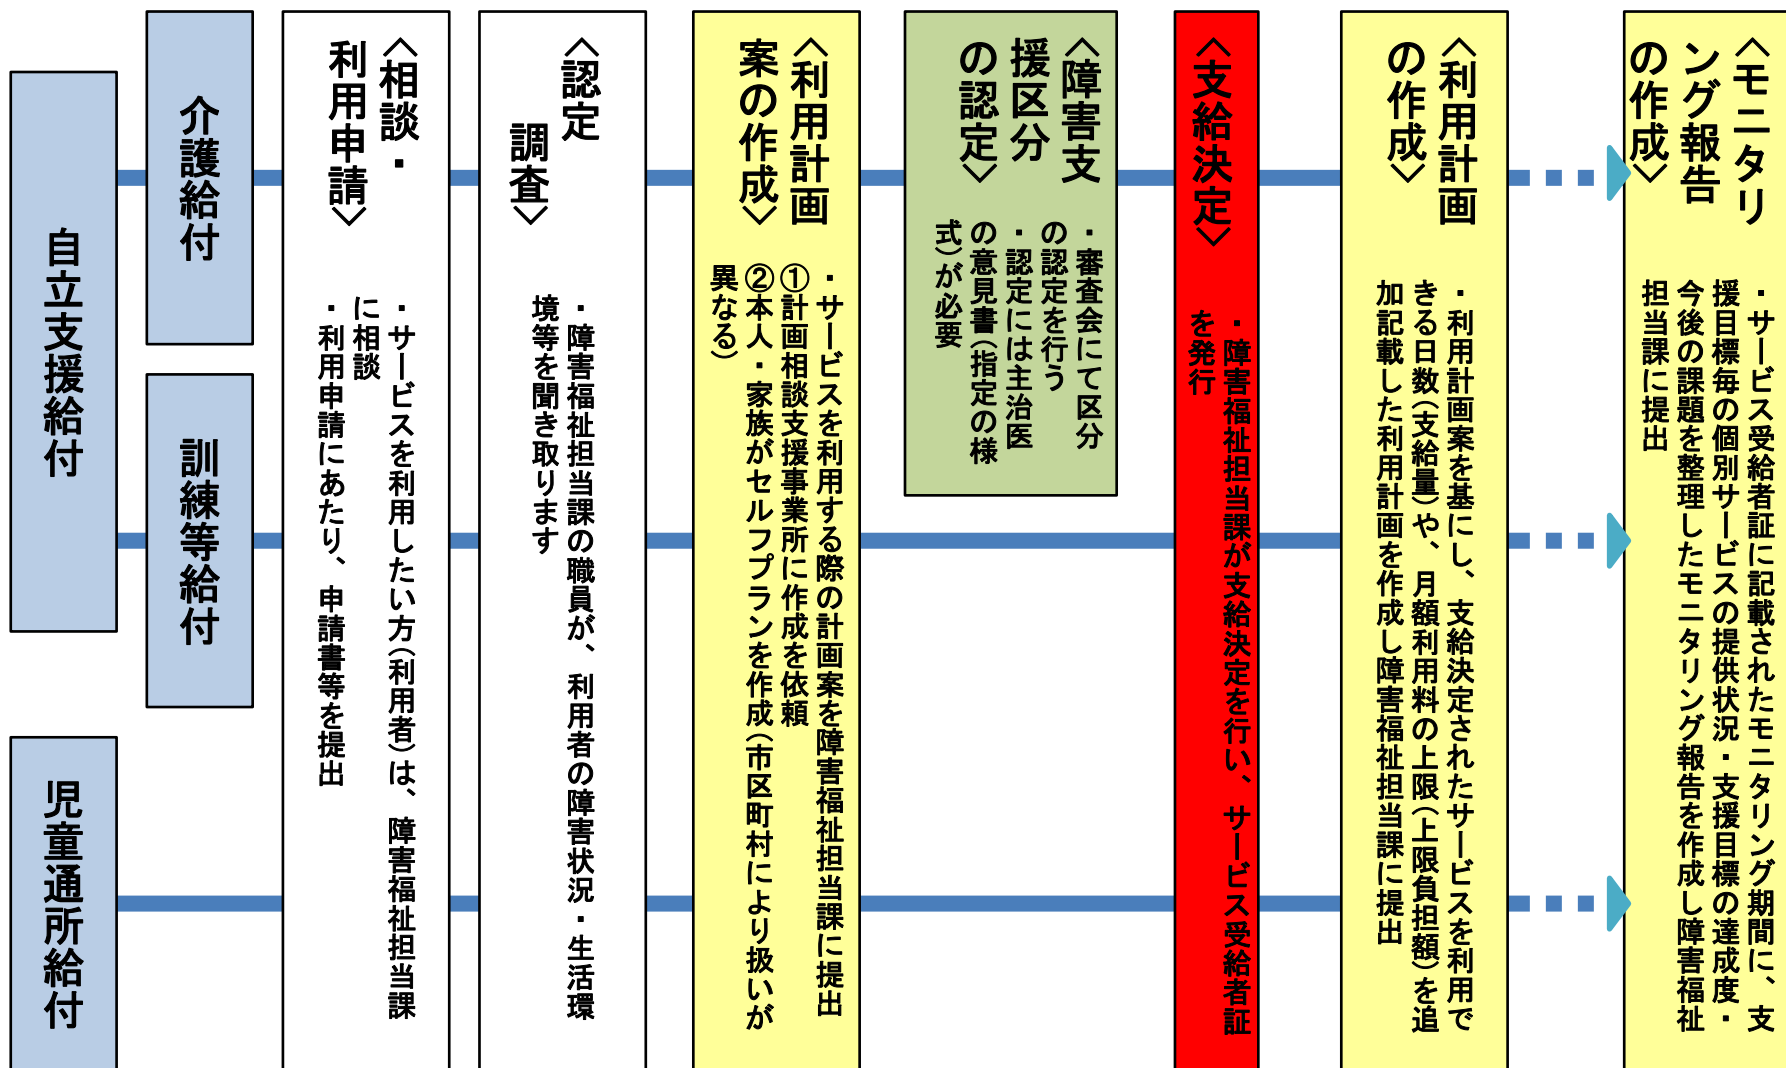 自立支援給付
児童通所給付
介護給付
訓練等給付
〈相談・
利用申請〉
・サービスを利用したい方（利用者）は、障害福祉担当課
に相談
・利用申請にあたり、申請書等を提出
〈認定
調査〉
・障害福祉担当課の職員が、利用者の障害状況・生活環
境等を聞き取ります
〈利用計画
案の作成〉
・サービスを利用する際の計画案を障害福祉担当課に提出
①計画相談支援事業所に作成を依頼
②本人・家族がセルフプランを作成（市区町村により扱いが
異なる）
〈障害支
援区分
の認定〉
・審査会にて区分
の認定を行う
・認定には主治医
の意見書（指定の様
式）が必要
〈支給決定〉
・障害福祉担当課が支給決定を行い、サービス受給者証
を発行
〈利用計画
の作成〉
・利用計画案を基にし、支給決定されたサービスを利用で
きる日数（支給量）や、月額利用料の上限（上限負担額）を追
加記載した利用計画を作成し障害福祉担当課に提出
〈モニタリ
ング報告
の作成〉
・サービス受給者証に記載されたモニタリング期間に、支
援目標毎の個別サービスの提供状況・支援目標の達成度・
今後の課題を整理したモニタリング報告を作成し障害福祉
担当課に提出